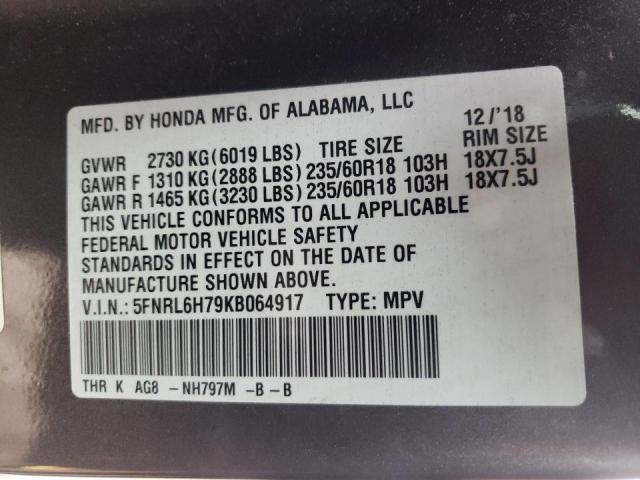 MFD. BY HONDA MFG. OF ALABAMA, LLC 12/'18
GVWR 2730 KG(6019 LBS) TIRE SIZE RIM SIZE
GAWR F 1310 KG(2888 LBS)235/60R18 103H 18X7.5J
GAWR R 1465 KG(3230 LBS)235/60R18 103H 18X7.5J
THIS VEHICLE CONFORMS TO ALL APPLICABLE
FEDERAL MOTOR VEHICLE SAFETY
STANDARDS IN EFFECT ON THE DATE OF
MANUFACTURE SHOWN ABOVE.
V.I.N.: 5FNRL6H79KB064917 TYPE: MPV
THR K AG8 -NH797M -B-B